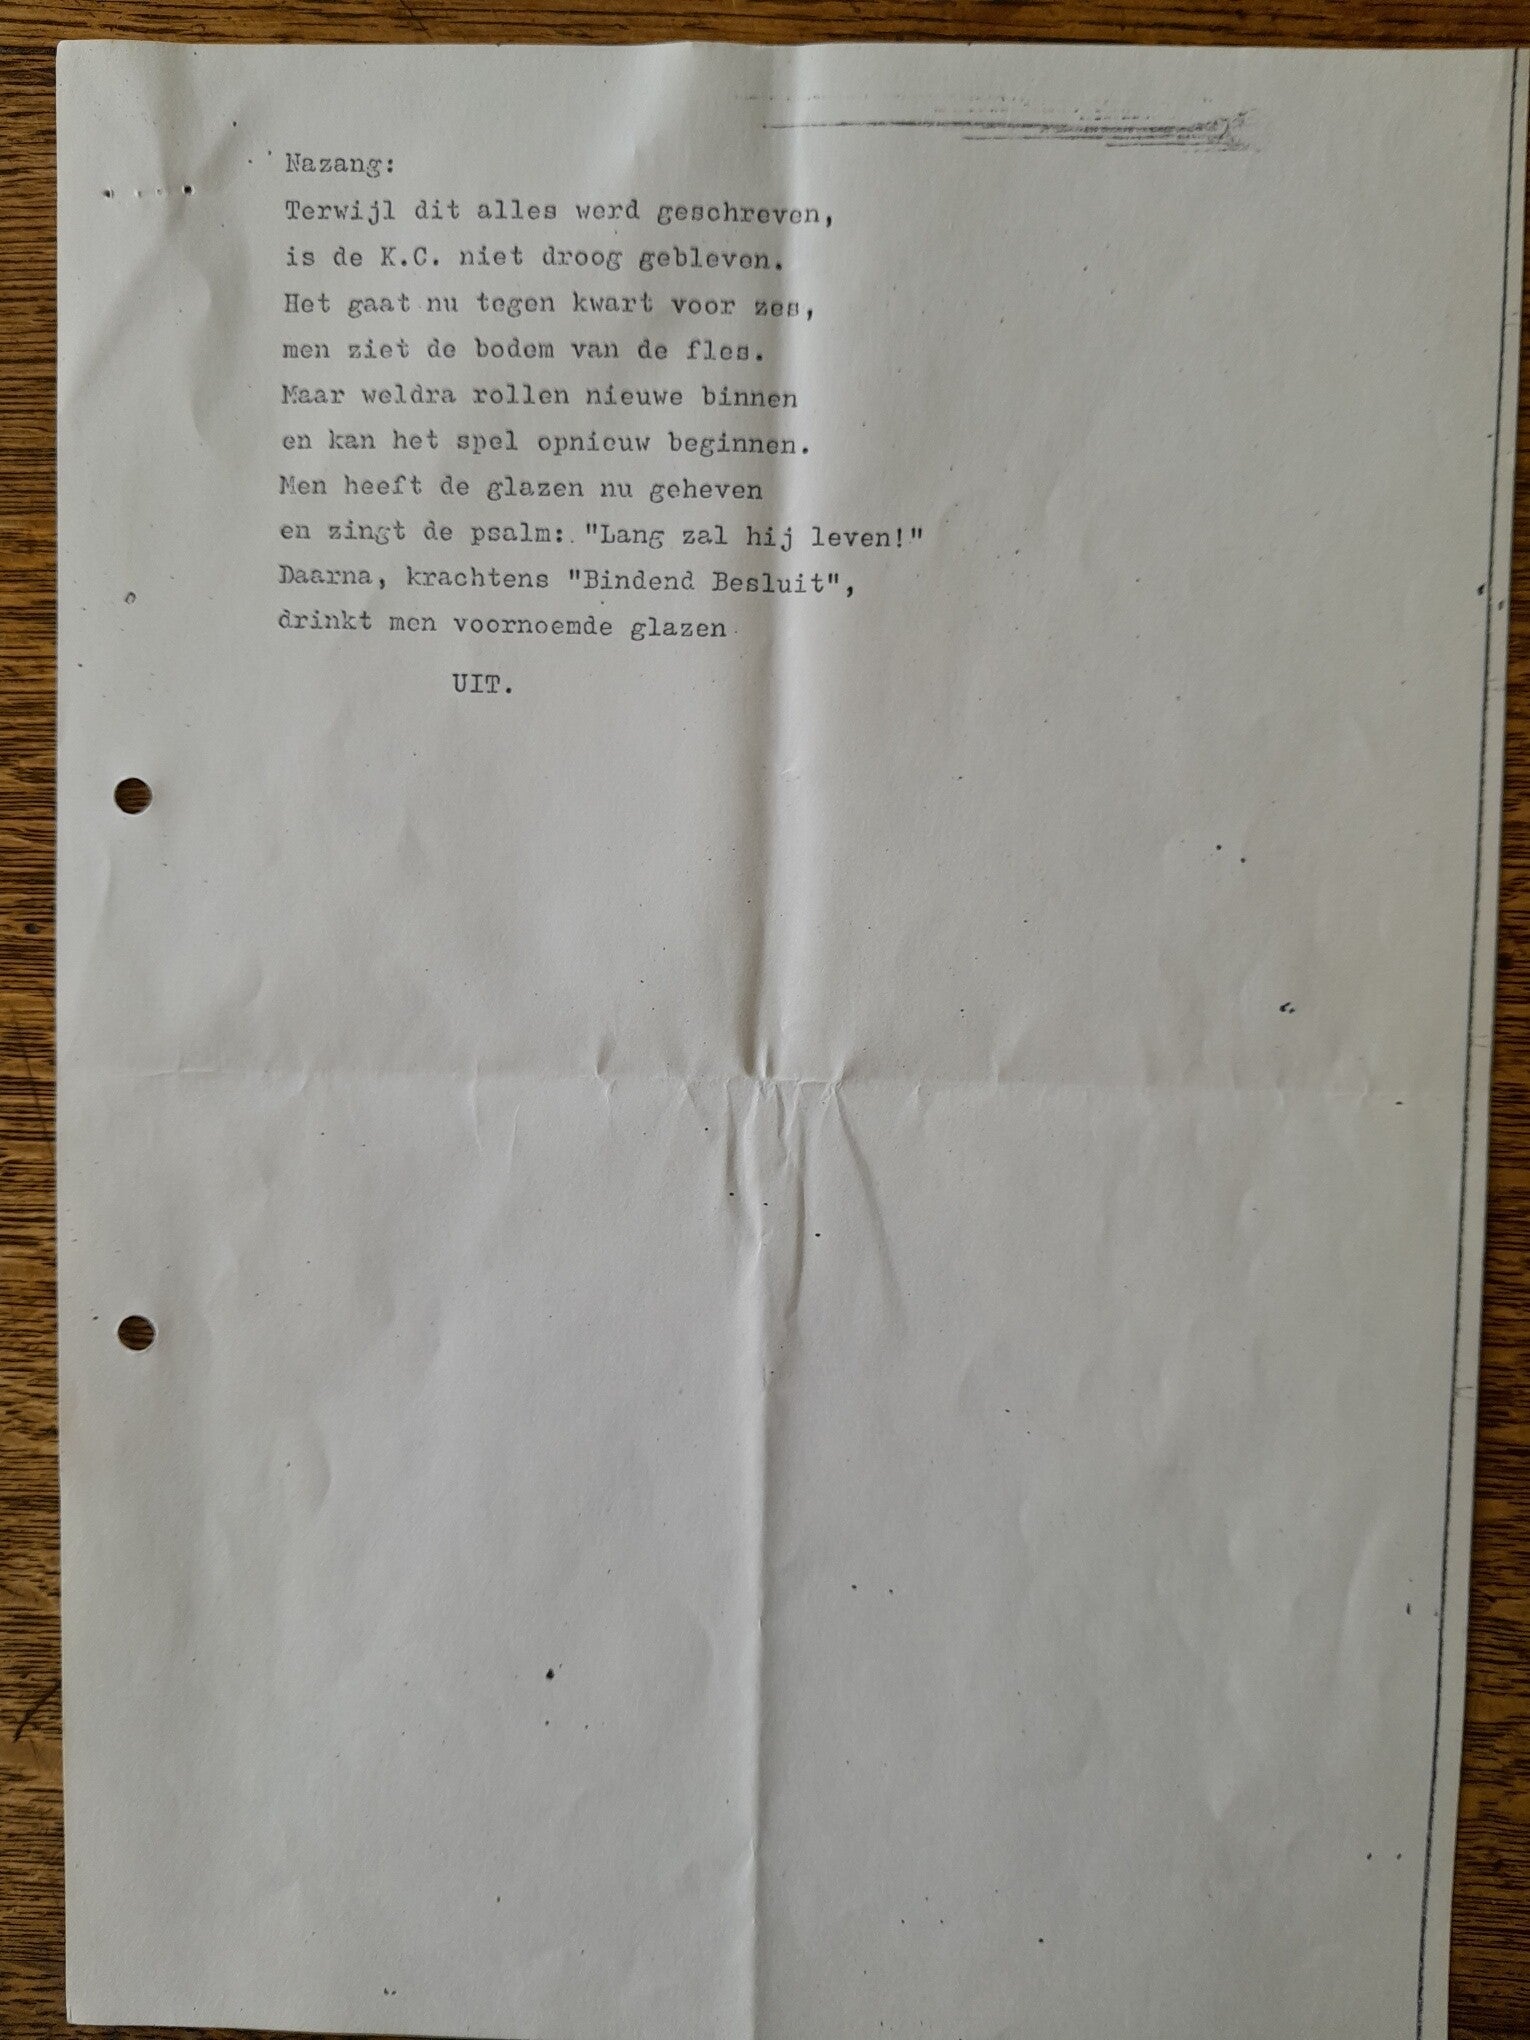 Nazang:
Terwijl dit alles werd geschreven,
is de K.C. niet droog gebleven.
Het gaat nu tegen kwart voor zes,
men ziet de bodem van de fles.
Maar weldra rollen nieuwe binnen
en kan het spel opnieuw beginnen.
Men heeft de glazen nu geheven
en zingt de psalm: "Lang zal hij leven!"
Daarna, krachtens "Bindend Besluit",
drinkt men voornoemde glazen
UIT.